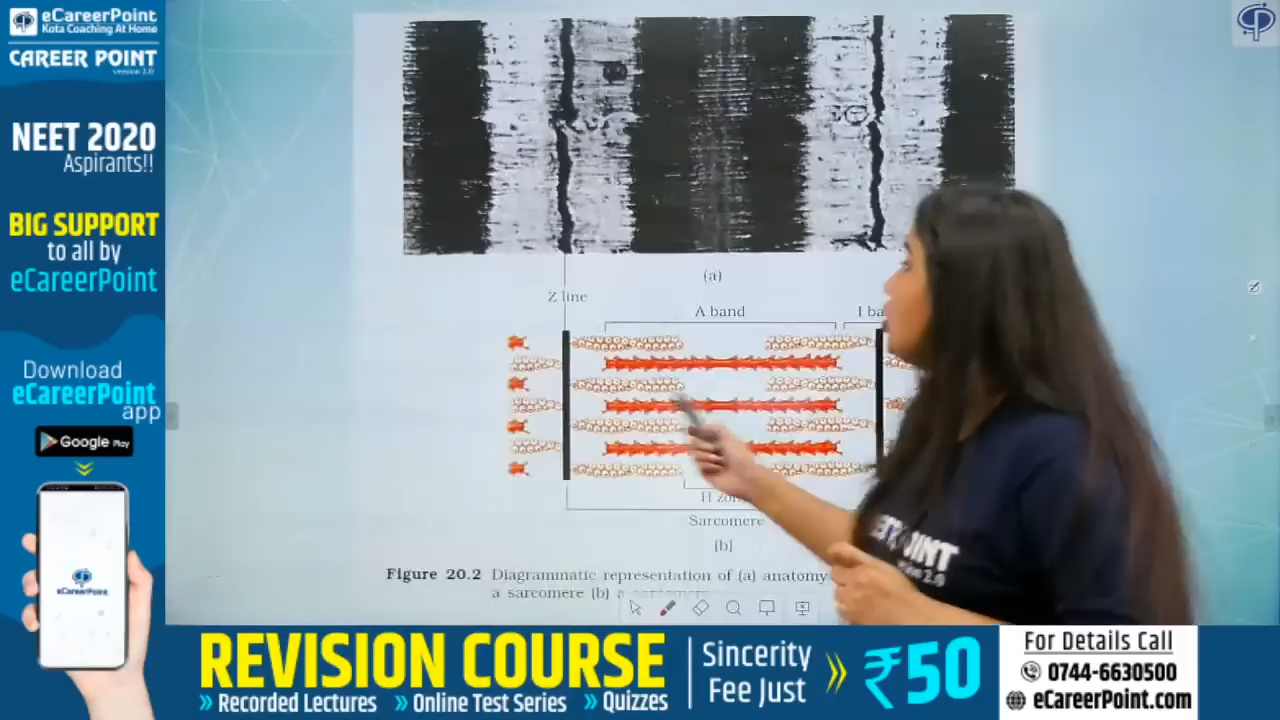 eCareerPoint
Kota Coaching At Home
CAREER POINT
version 2.0
NEET 2020
Aspirants!!
BIG SUPPORT
to all by
eCareerPoint
Download
eCareerPoint
app
Google Play
eCareerPoint
(a)
Z line
A band
I ba
H zon
Sarcomere
(b)
Figure 20.2 Diagrammatic representation of (a) anatomy
a sarcomere (b) a
REVISION COURSE
» Recorded Lectures » Online Test Series » Quizzes
Sincerity
Fee Just
» ₹50
For Details Call
0744-6630500
eCareerPoint.com